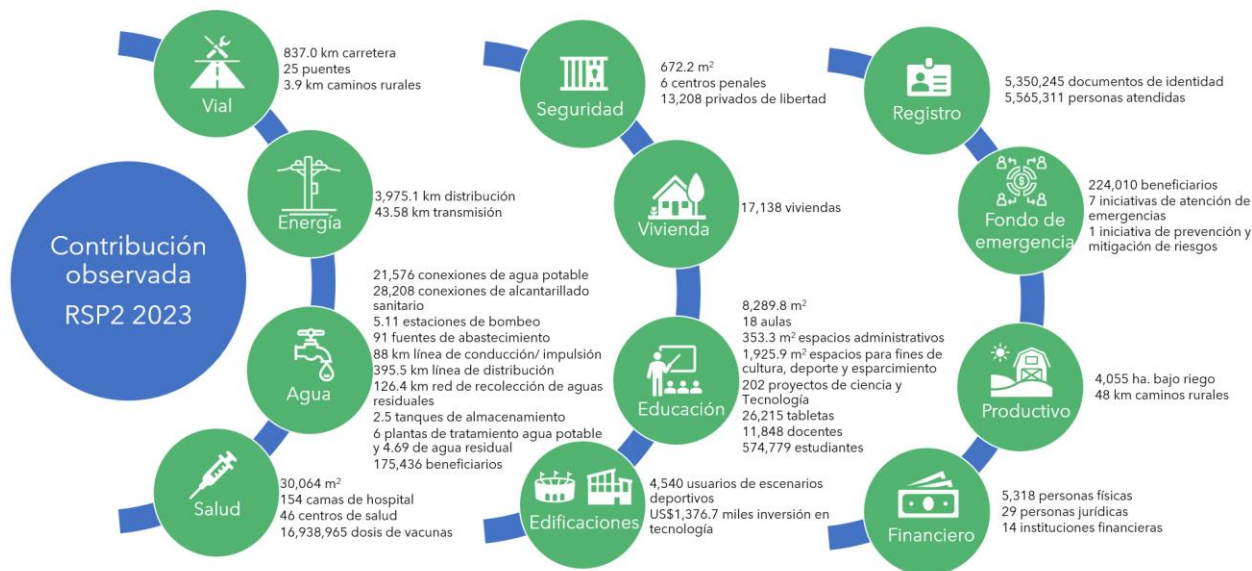 Contribución
observada
RSP2 2023
Vial
837.0 km carretera
25 puentes
3.9 km caminos rurales
Energía
3,975.1 km distribución
43.58 km transmisión
Agua
21,576 conexiones de agua potable
28,208 conexiones de alcantarillado
sanitario
5.11 estaciones de bombeo
91 fuentes de abastecimiento
88 km línea de conducción/ impulsión
395.5 km línea de distribución
126.4 km red de recolección de aguas
residuales
2.5 tanques de almacenamiento
6 plantas de tratamiento agua potable
y 4.69 de agua residual
175,436 beneficiarios
Salud
30,064 m²
154 camas de hospital
46 centros de salud
16,938,965 dosis de vacunas
Seguridad
672.2 m²
6 centros penales
13,208 privados de libertad
Vivienda
17,138 viviendas
Educación
8,289.8 m²
18 aulas
353.3 m² espacios administrativos
1,925.9 m² espacios para fines de
cultura, deporte y esparcimiento
202 proyectos de ciencia y
Tecnología
26,215 tabletas
11,848 docentes
574,779 estudiantes
Edificaciones
4,540 usuarios de escenarios
deportivos
US$1,376.7 miles inversión en
tecnología
Registro
5,350,245 documentos de identidad
5,565,311 personas atendidas
Fondo de
emergencia
224,010 beneficiarios
7 iniciativas de atención de
emergencias
1 iniciativa de prevención y
mitigación de riesgos
Productivo
4,055 ha. bajo riego
48 km caminos rurales
Financiero
5,318 personas físicas
29 personas jurídicas
14 instituciones financieras